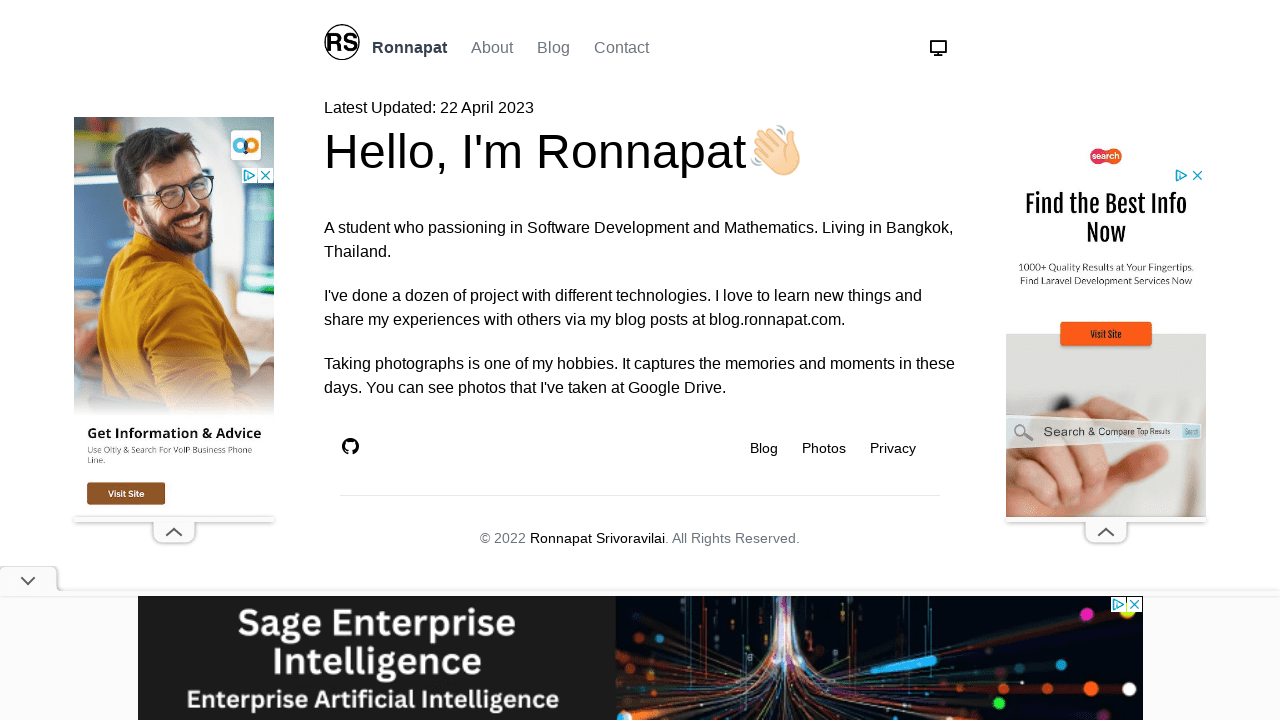 RS Ronnapat About Blog Contact
Latest Updated: 22 April 2023
Hello, I'm Ronnapat👋🏼
A student who passioning in Software Development and Mathematics. Living in Bangkok,
Thailand.
I've done a dozen of project with different technologies. I love to learn new things and
share my experiences with others via my blog posts at blog.ronnapat.com.
Taking photographs is one of my hobbies. It captures the memories and moments in these
days. You can see photos that I've taken at Google Drive.
Blog Photos Privacy
© 2022 Ronnapat Srivoravilai. All Rights Reserved.
Get Information & Advice
Use Oltly & Search For VoIP Business Phone
Line.
Visit Site
search
Find the Best Info
Now
1000+ Quality Results at Your Fingertips.
Find Laravel Development Services Now
Visit Site
Search & Compare Top Results Search
Sage Enterprise
Intelligence
Enterprise Artificial Intelligence